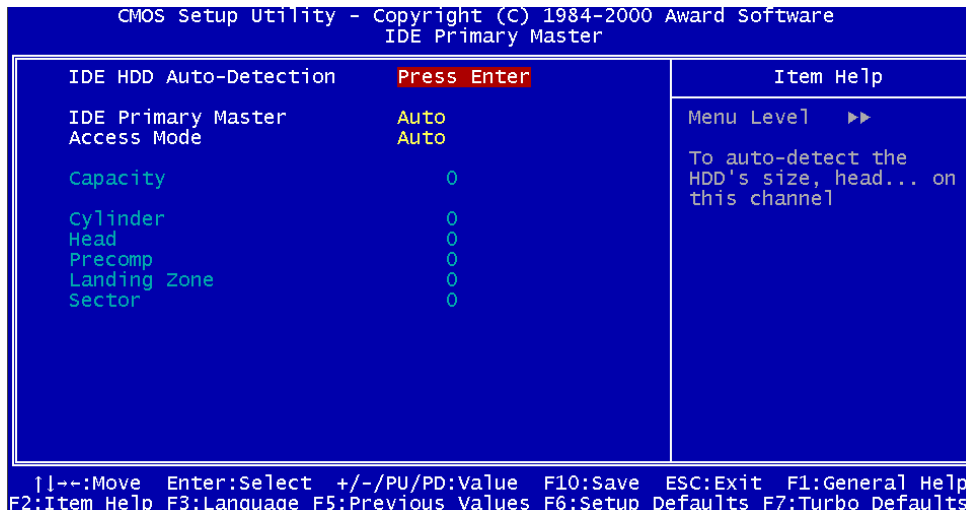 CMOS Setup Utility - Copyright (C) 1984-2000 Award Software
IDE Primary Master
IDE HDD Auto-Detection Press Enter
IDE Primary Master Auto
Access Mode Auto
Capacity 0
Cylinder 0
Head 0
Precomp 0
Landing Zone 0
Sector 0
Item Help
Menu Level ▶▶
To auto-detect the
HDD's size, head... on
this channel
↑↓→←:Move Enter:Select +/-/PU/PD:Value F10:Save ESC:Exit F1:General Help
F2:Item Help F3:Language F5:Previous Values F6:Setup Defaults F7:Turbo Defaults